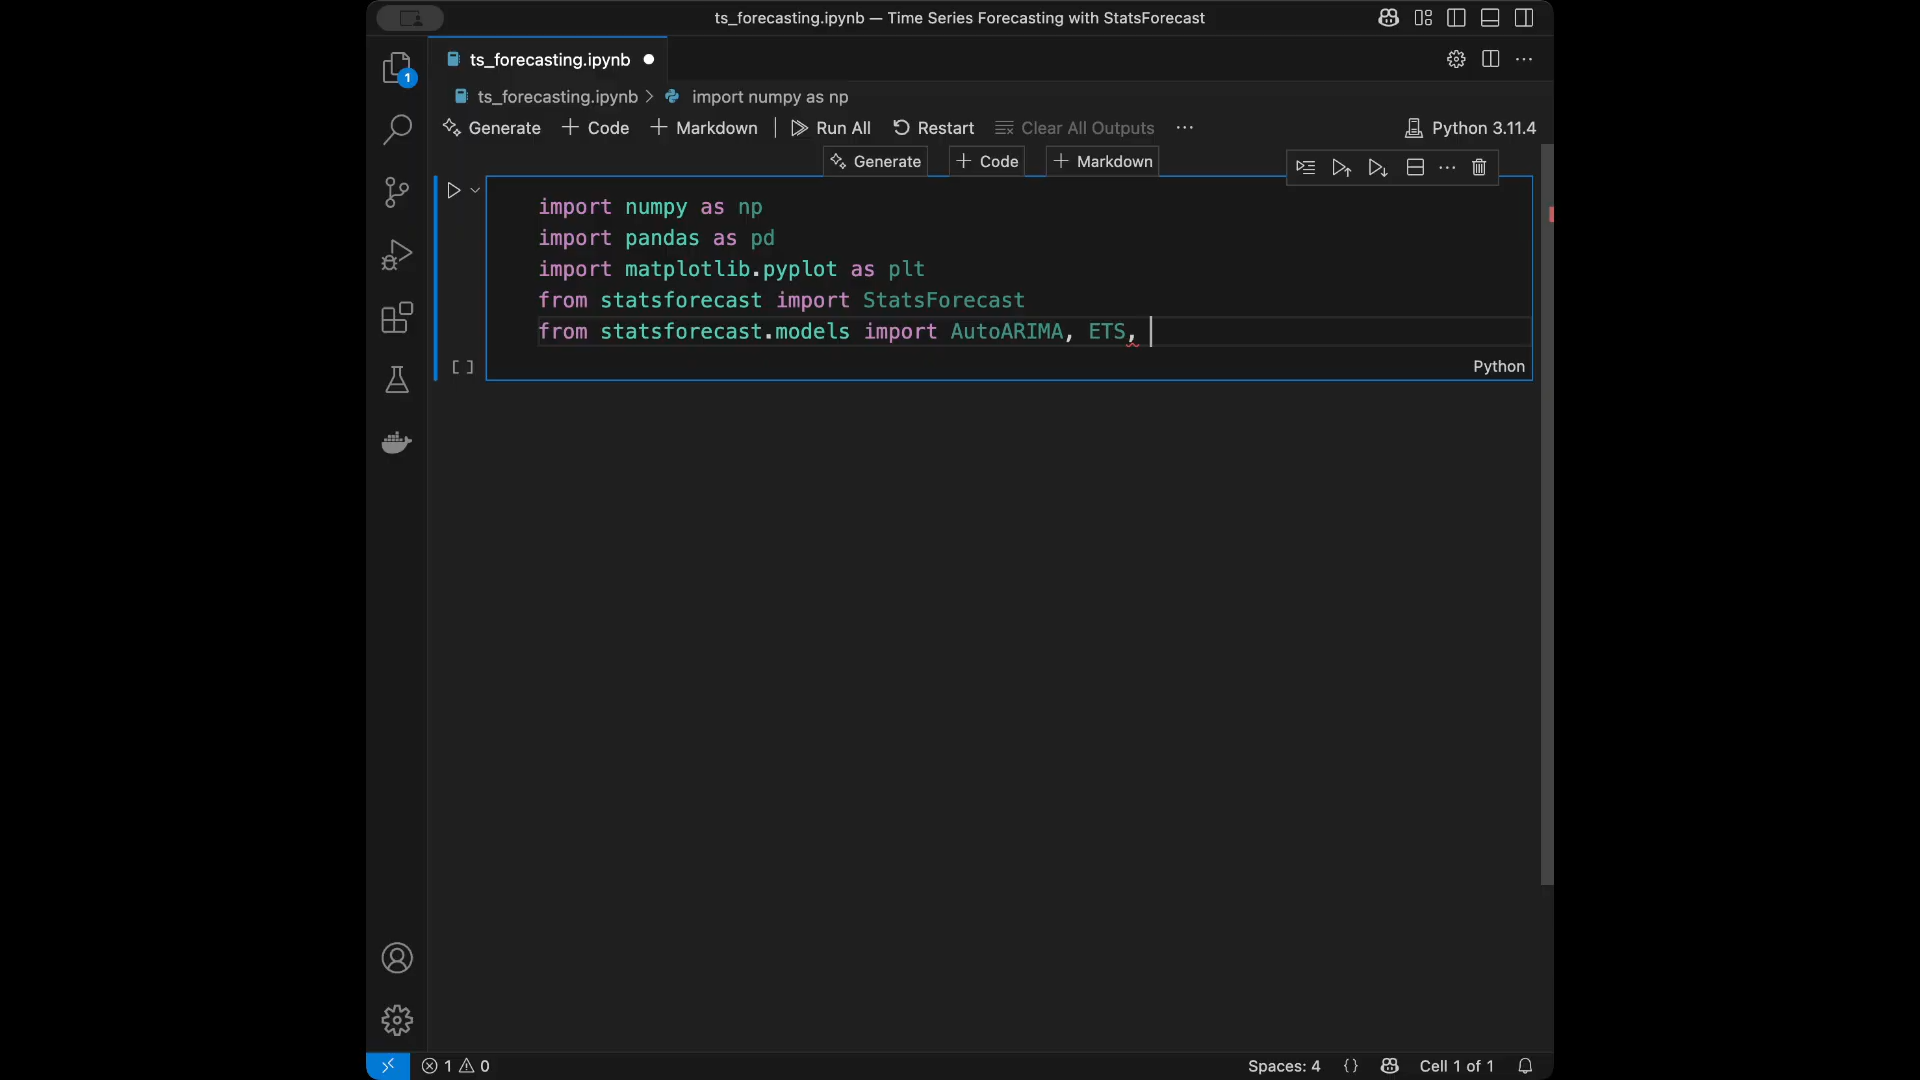 ts_forecasting.ipynb — Time Series Forecasting with StatsForecast
ts_forecasting.ipynb
1
ts_forecasting.ipynb > import numpy as np
Generate + Code + Markdown | Run All Restart Clear All Outputs ··· Python 3.11.4
Generate + Code + Markdown
import numpy as np
import pandas as pd
import matplotlib.pyplot as plt
from statsforecast import StatsForecast
from statsforecast.models import AutoARIMA, ETS,
[ ] Python
1 0 Spaces: 4 {} Cell 1 of 1